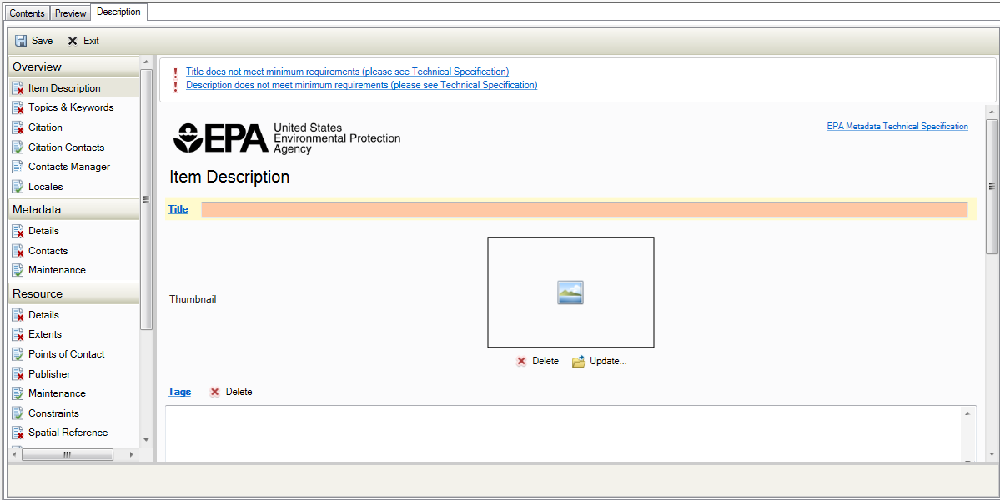 Contents Preview Description
Save Exit
Overview
Item Description
Topics & Keywords
Citation
Citation Contacts
Contacts Manager
Locales
Metadata
Details
Contacts
Maintenance
Resource
Details
Extents
Points of Contact
Publisher
Maintenance
Constraints
Spatial Reference
Title does not meet minimum requirements (please see Technical Specification)
Description does not meet minimum requirements (please see Technical Specification)
EPA
United States
Environmental Protection
Agency
EPA Metadata Technical Specification
Item Description
Title
Thumbnail
Delete Update...
Tags Delete